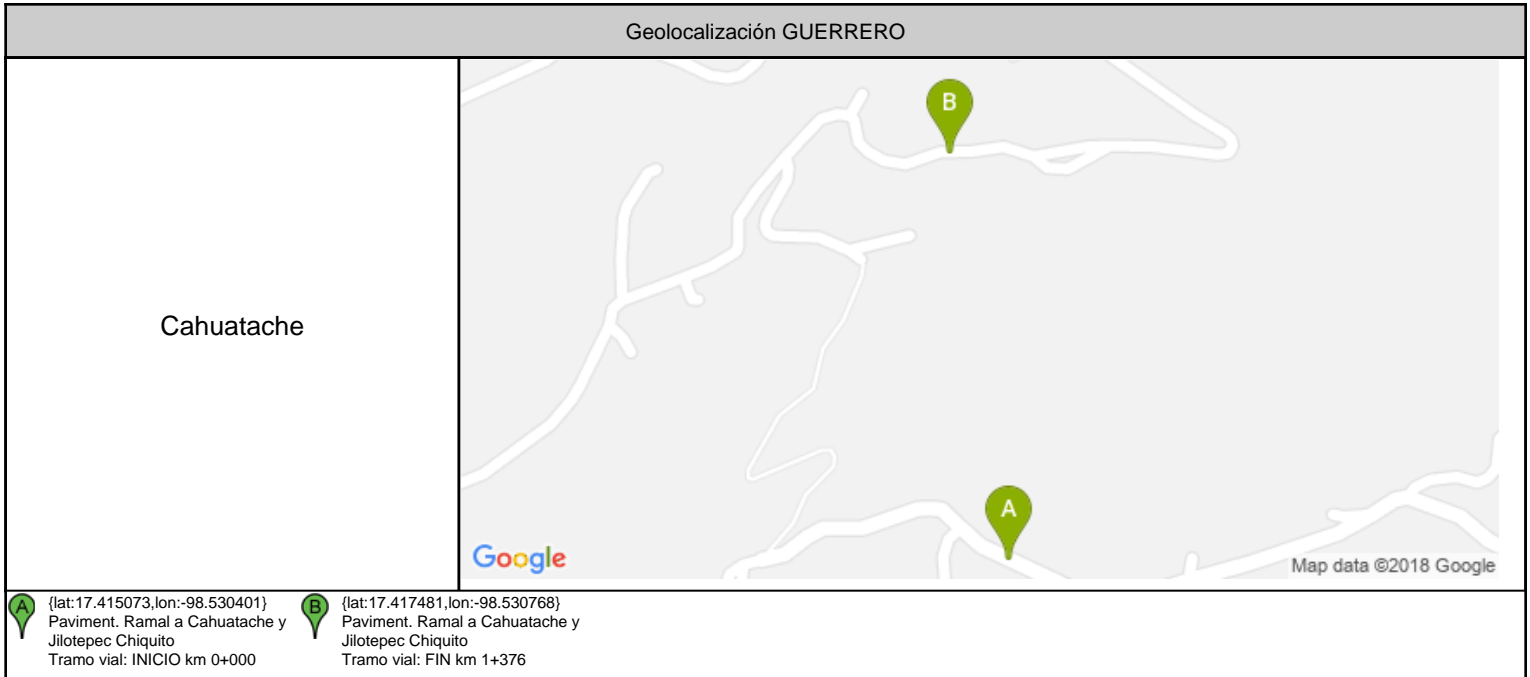 Geolocalización GUERRERO
Cahuatache
B
A
Google
Map data ©2018 Google
A
{lat:17.415073,lon:-98.530401}
Paviment. Ramal a Cahuatache y
Jilotepec Chiquito
Tramo vial: INICIO km 0+000
B
{lat:17.417481,lon:-98.530768}
Paviment. Ramal a Cahuatache y
Jilotepec Chiquito
Tramo vial: FIN km 1+376